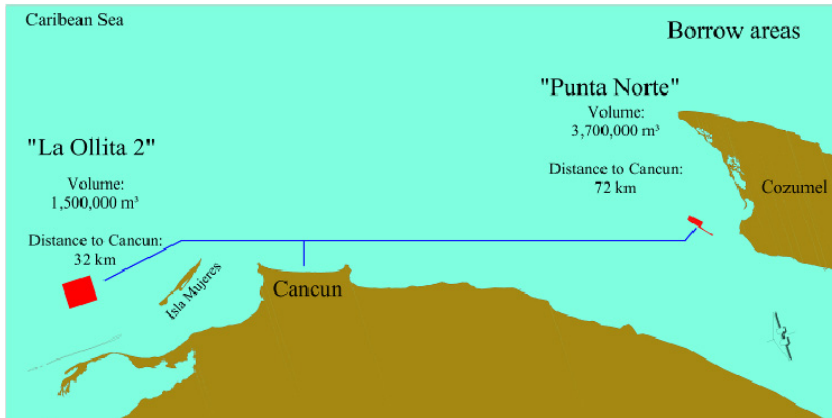 Caribean Sea
Borrow areas
"Punta Norte"
Volume:
3,700,000 m³
Distance to Cancun:
72 km
Cozumel
"La Ollita 2"
Volume:
1,500,000 m³
Distance to Cancun:
32 km
Isla Mujeres
Cancun